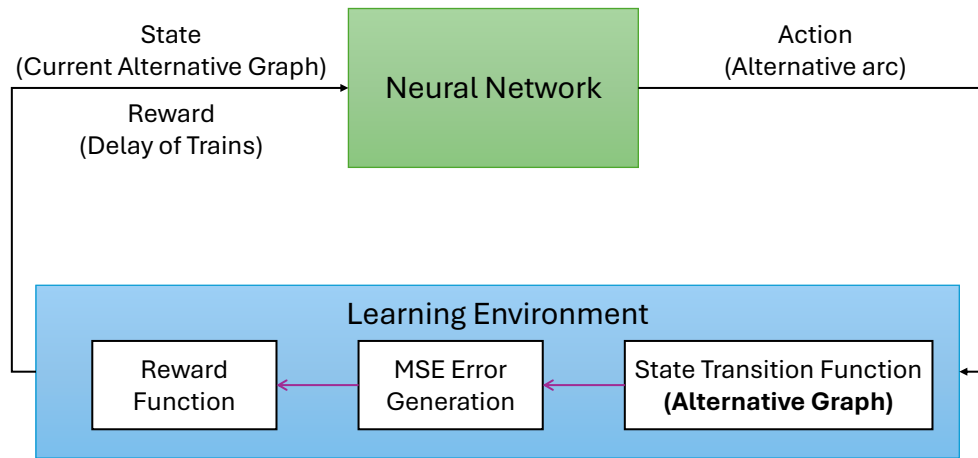 State
(Current Alternative Graph)
Reward
(Delay of Trains)
Neural Network
Action
(Alternative arc)
Learning Environment
Reward
Function
MSE Error
Generation
State Transition Function
(Alternative Graph)